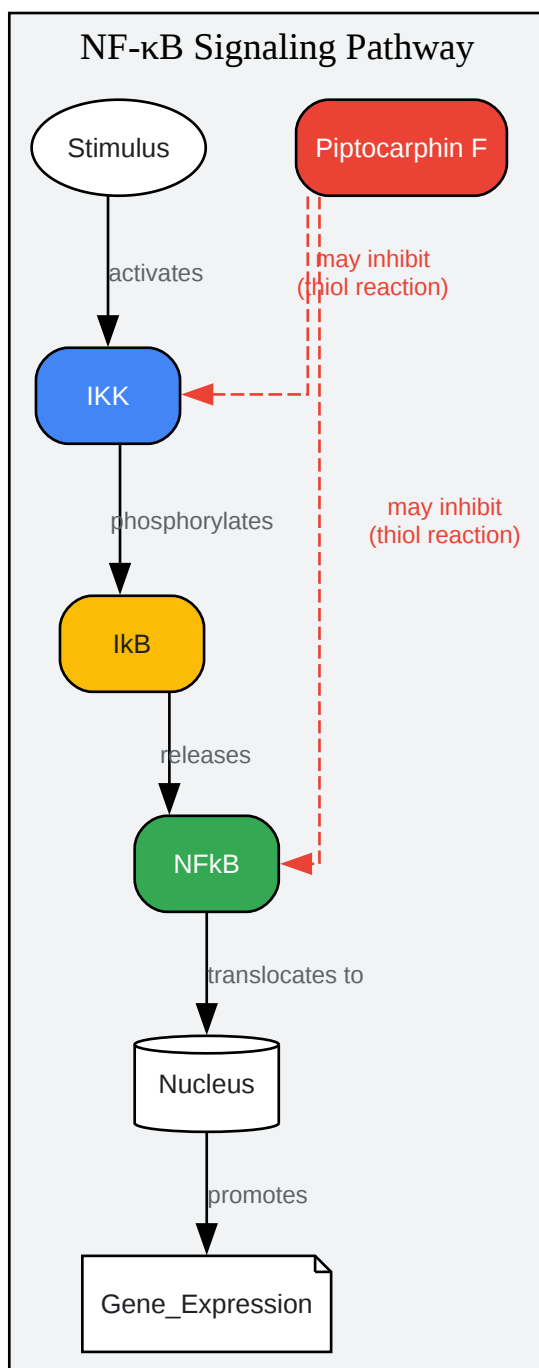 NF-κB Signaling Pathway
Stimulus
Piptocarphin F
activates
may inhibit
(thiol reaction)
IKK
phosphorylates
may inhibit
(thiol reaction)
IkB
releases
NFkB
translocates to
Nucleus
promotes
Gene_Expression